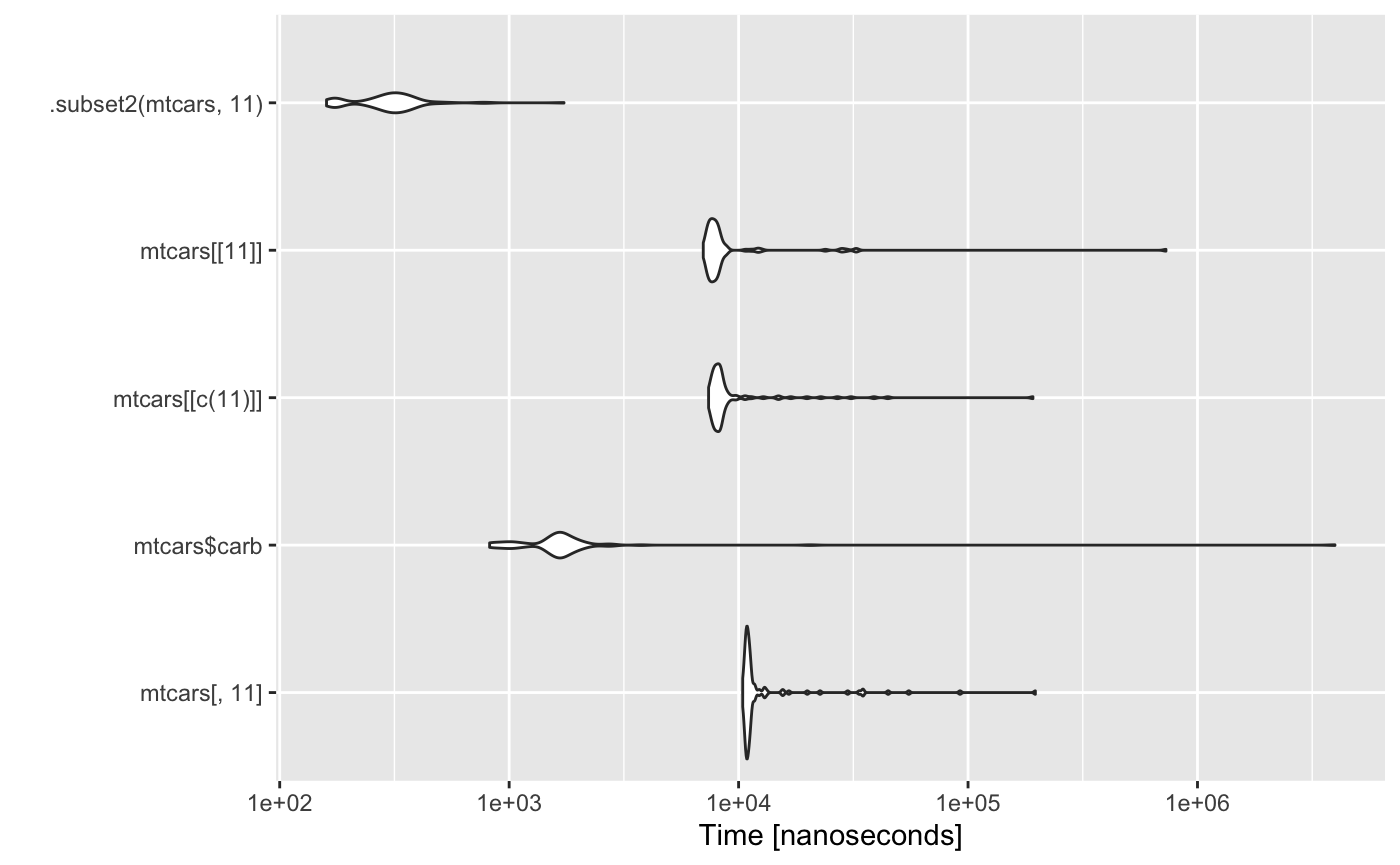 .subset2(mtcars, 11)
mtcars[[11]]
mtcars[[c(11)]]
mtcars$carb
mtcars[, 11]
1e+02 1e+03 1e+04 1e+05 1e+06
Time [nanoseconds]